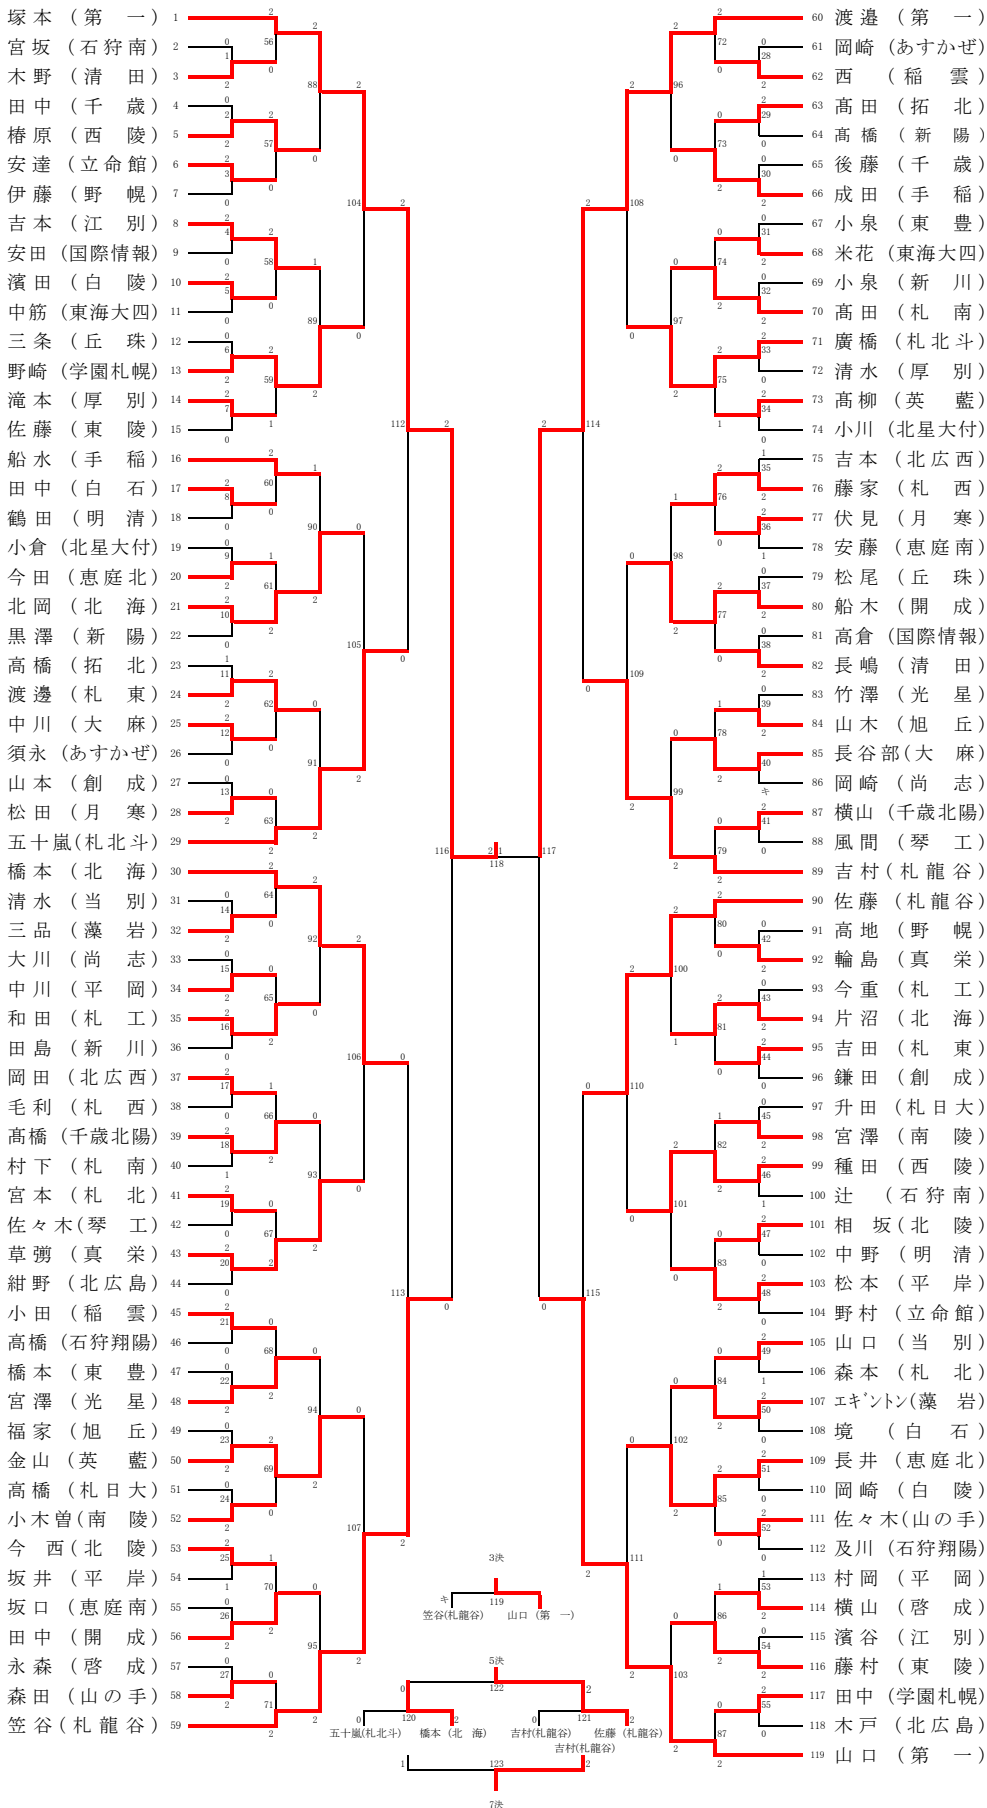 塚本（第　一） 1
宮坂（石狩南） 2
木野（清　田） 3
田中（千　歳） 4
椿原（西　陵） 5
安達（立命館） 6
伊藤（野　幌） 7
吉本（江　別） 8
安田（国際情報） 9
濱田（白　陵） 10
中筋（東海大四） 11
三条（丘　珠） 12
野崎（学園札幌） 13
滝本（厚　別） 14
佐藤（東　陵） 15
船水（手　稲） 16
田中（白　石） 17
鶴田（明　清） 18
小倉（北星大付） 19
今田（恵庭北） 20
北岡（北　海） 21
黒澤（新　陽） 22
高橋（拓　北） 23
渡邊（札　東） 24
中川（大　麻） 25
須永（あすかぜ） 26
山本（創　成） 27
松田（月　寒） 28
五十嵐(札北斗) 29
橋本（北　海） 30
清水（当　別） 31
三品（藻　岩） 32
大川（尚　志） 33
中川（平　岡） 34
和田（札　工） 35
田島（新　川） 36
岡田（北広西） 37
毛利（札　西） 38
髙橋（千歳北陽） 39
村下（札　南） 40
宮本（札　北） 41
佐々木(琴　工) 42
草彅（真　栄） 43
紺野（北広島） 44
小田（稲　雲） 45
高橋（石狩翔陽） 46
橋本（東　豊） 47
宮澤（光　星） 48
福家（旭　丘） 49
金山（英　藍） 50
高橋（札日大） 51
小木曽(南　陵) 52
今　西(北　陵) 53
坂井（平　岸） 54
坂口（恵庭南） 55
田中（開　成） 56
永森（啓　成） 57
森田（山の手） 58
笠谷(札龍谷) 59
60 渡邉（第　一）
61 岡崎（あすかぜ）
62 西　（稲　雲）
63 髙田（拓　北）
64 髙橋（新　陽）
65 後藤（千　歳）
66 成田（手　稲）
67 小泉（東　豊）
68 米花（東海大四）
69 小泉（新　川）
70 髙田（札　南）
71 廣橋（札北斗）
72 清水（厚　別）
73 髙柳（英　藍）
74 小川（北星大付）
75 吉本（北広西）
76 藤家（札　西）
77 伏見（月　寒）
78 安藤（恵庭南）
79 松尾（丘　珠）
80 船木（開　成）
81 高倉（国際情報）
82 長嶋（清　田）
83 竹澤（光　星）
84 山木（旭　丘）
85 長谷部(大　麻)
86 岡崎（尚　志）
87 横山（千歳北陽）
88 風間（琴　工）
89 吉村（札龍谷）
90 佐藤（札龍谷）
91 高地（野　幌）
92 輪島（真　栄）
93 今重（札　工）
94 片沼（北　海）
95 吉田（札　東）
96 鎌田（創　成）
97 升田（札日大）
98 宮澤（南　陵）
99 種田（西　陵）
100 辻　（石狩南）
101 相　坂(北　陵)
102 中野（明　清）
103 松本（平　岸）
104 野村（立命館）
105 山口（当　別）
106 森本（札　北）
107 ｴｷﾞﾝﾄﾝ(藻　岩)
108 境　（白　石）
109 長井（恵庭北）
110 岡崎（白　陵）
111 佐々木(山の手)
112 及川（石狩翔陽）
113 村岡（平　岡）
114 横山（啓　成）
115 濱谷（江　別）
116 藤村（東　陵）
117 田中（学園札幌）
118 木戸（北広島）
119 山口（第　一）
116 2 1 117
118
3決
キ 119
笠谷(札龍谷) 山口（第　一）
5決
0 122 2
0 120 2 0 121 2
五十嵐(札北斗) 橋本（北　海） 吉村(札龍谷) 佐藤（札龍谷）
吉村(札龍谷)
1 123 2
7決